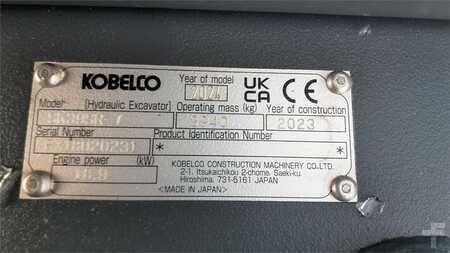 KOBELCO
Year of model
2024
UK CA CE
Model [Hydraulic Excavator] Operating mass (kg) Year of construction
2023
Serial Number Product Identification Number
* *
Engine power (kW)
KOBELCO CONSTRUCTION MACHINERY CO.,LTD.
2-1, Itsukaichikou 2-chome, Saeki-ku,
Hiroshima, 731-5161 JAPAN
<MADE IN JAPAN>